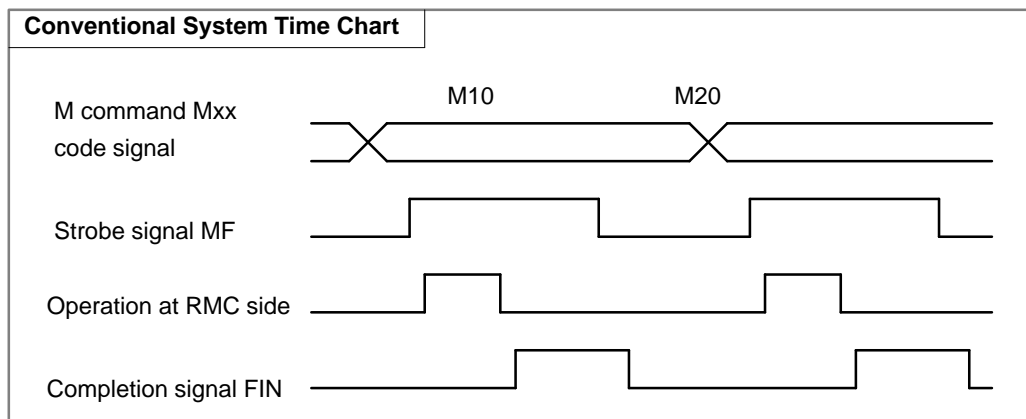 Conventional System Time Chart
M10 M20
M command Mxx
code signal
Strobe signal MF
Operation at RMC side
Completion signal FIN